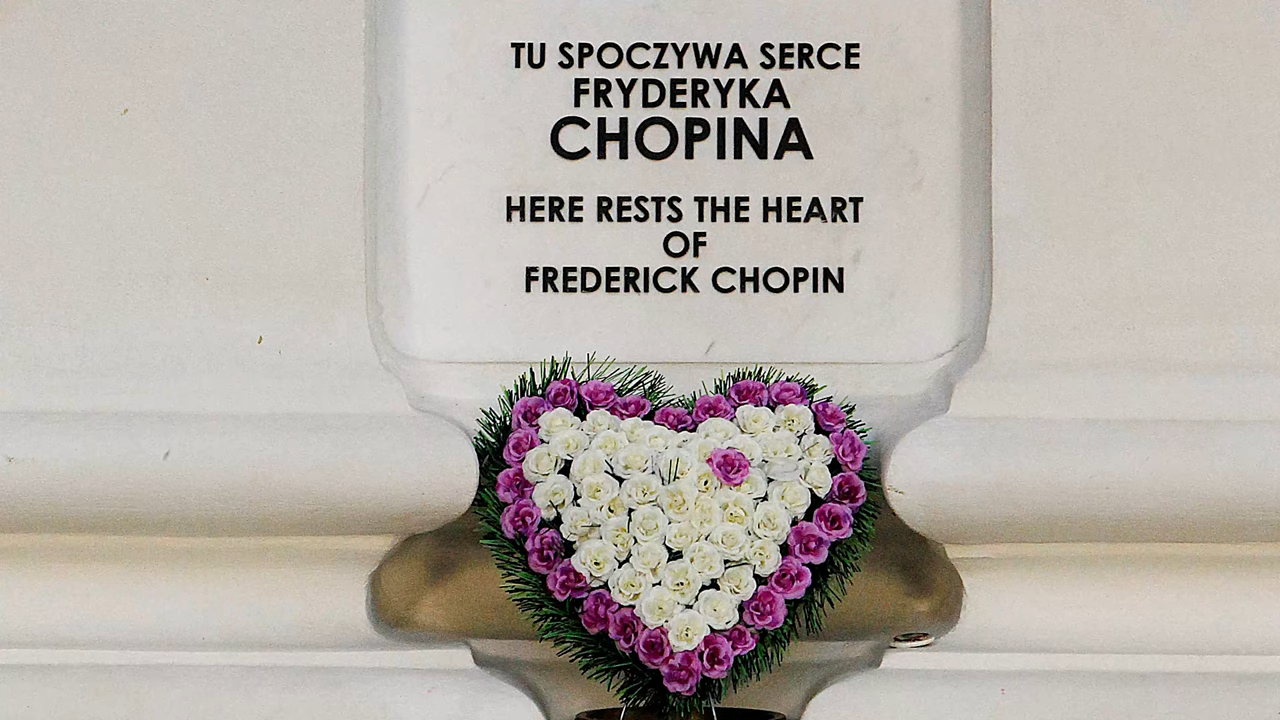 TU SPOCZYWA SERCE
FRYDERYKA
CHOPINA
HERE RESTS THE HEART
OF
FREDERICK CHOPIN